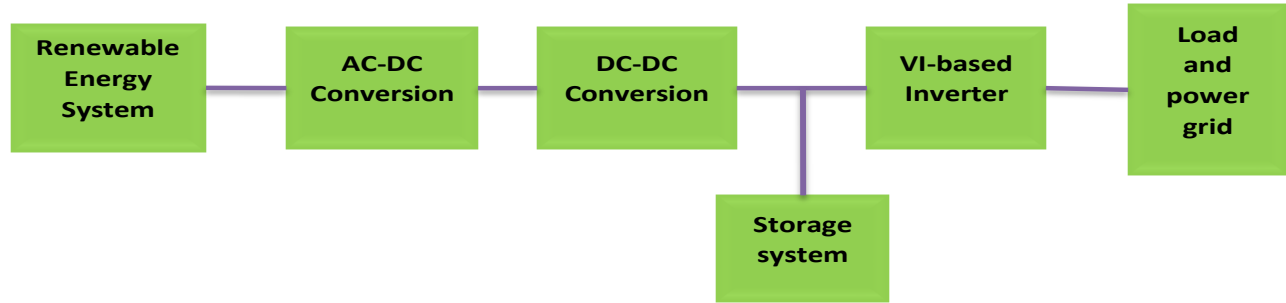 Renewable
Energy
System
AC-DC
Conversion
DC-DC
Conversion
VI-based
Inverter
Load
and
power
grid
Storage
system